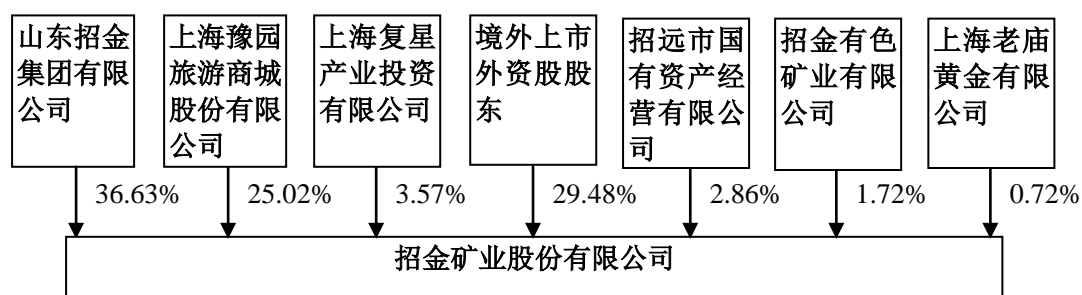 山东招金
集团有限
公司
上海豫园
旅游商城
股份有限
公司
上海复星
产业投资
有限公司
境外上市
外资股股
东
招远市国
有资产经
营有限公
司
招金有色
矿业有限
公司
上海老庙
黄金有限
公司
36.63%
25.02%
3.57%
29.48%
2.86%
1.72%
0.72%
招金矿业股份有限公司